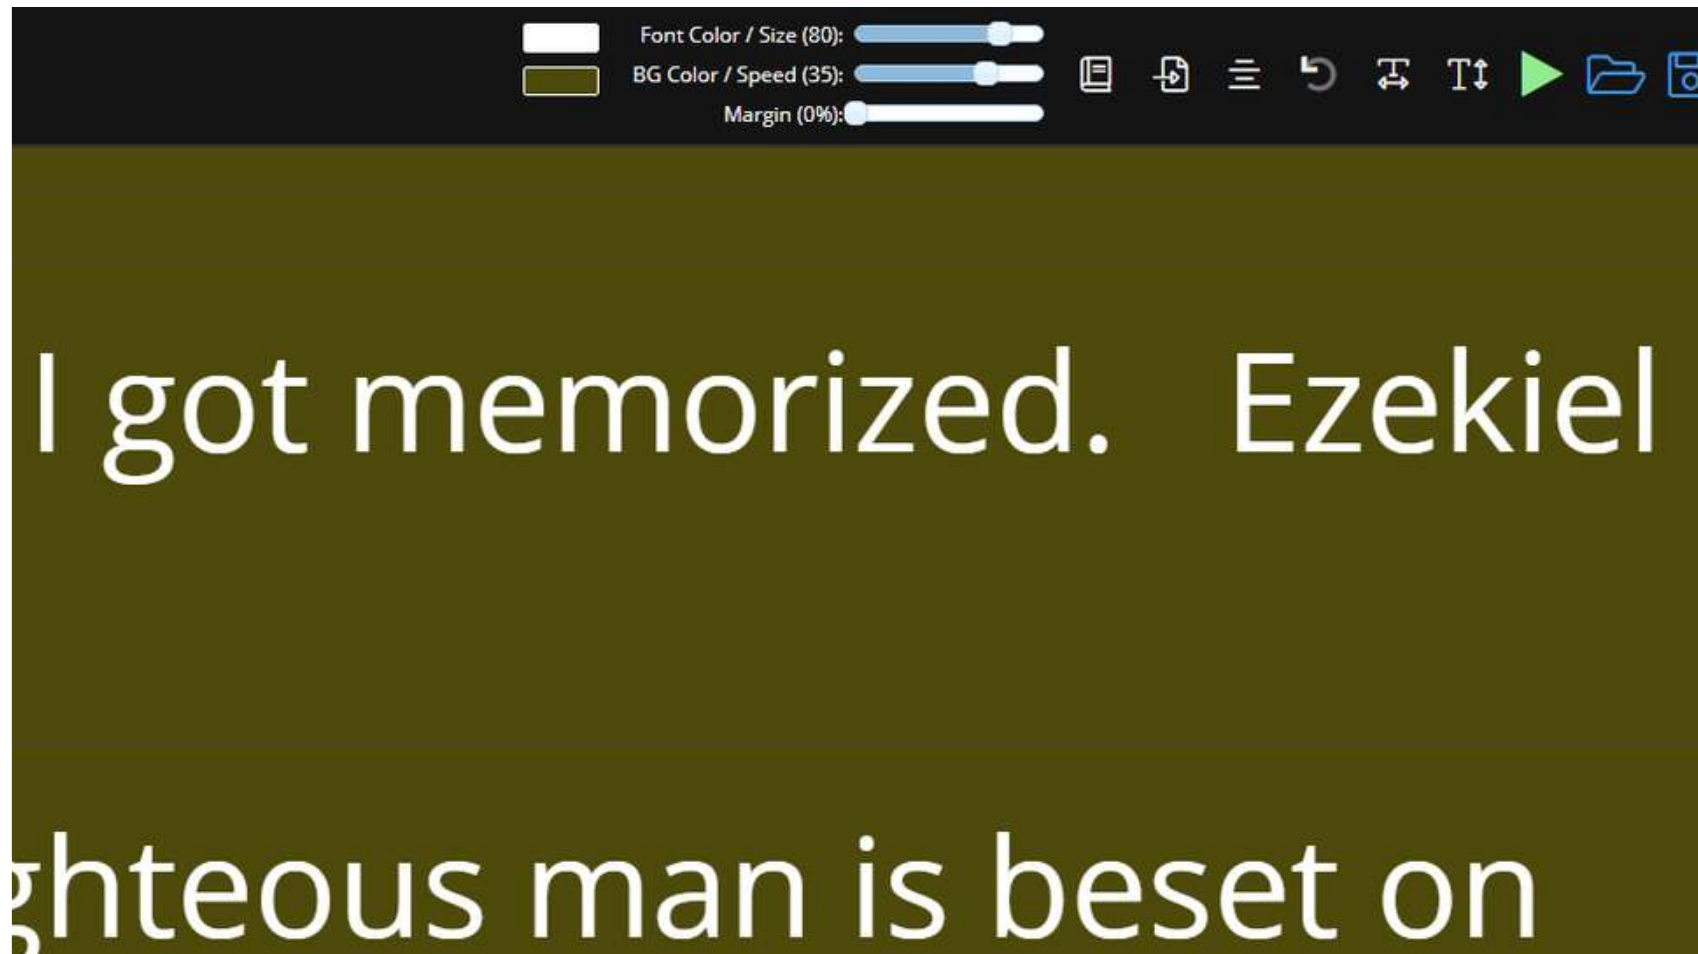 Font Color / Size (80):
BG Color / Speed (35):
Margin (0%):
I got memorized. Ezekiel
ghteous man is beset on